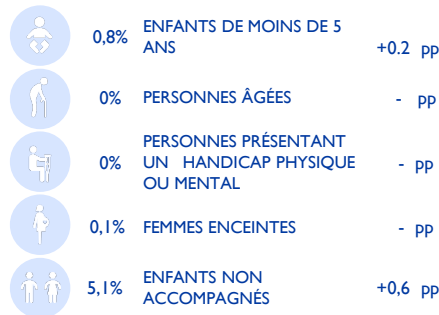 0,8% ENFANTS DE MOINS DE 5 ANS +0.2 pp
0% PERSONNES ÂGÉES - pp
0% PERSONNES PRÉSENTANT UN HANDICAP PHYSIQUE OU MENTAL - pp
0,1% FEMMES ENCEINTES - pp
5,1% ENFANTS NON ACCOMPAGNÉS +0,6 pp